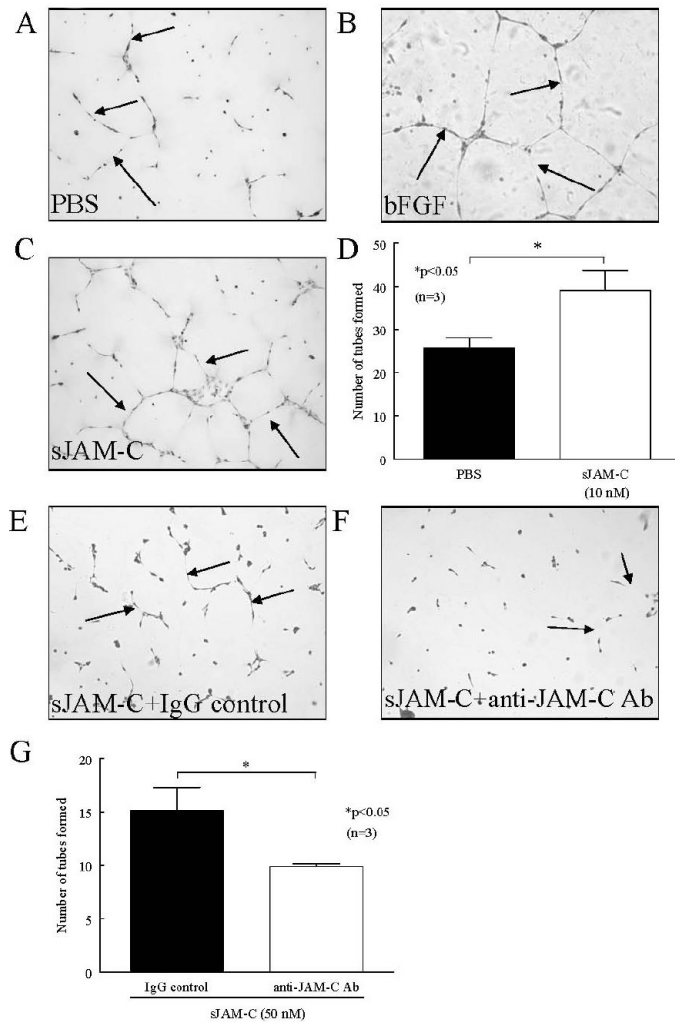 A
PBS
B
bFGF
C
sJAM-C
D
Number of tubes formed
50
40
30
20
10
0
*
*p<0.05
(n=3)
PBS
sJAM-C
(10 nM)
E
sJAM-C+IgG control
F
sJAM-C+anti-JAM-C Ab
G
Number of tubes formed
20
15
10
5
0
*
*p<0.05
(n=3)
IgG control
anti-JAM-C Ab
sJAM-C (50 nM)